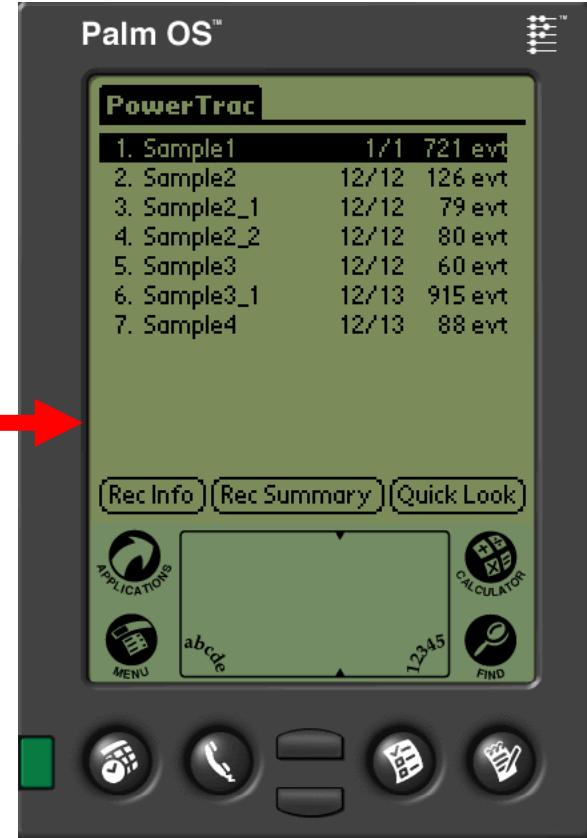 Palm OS™
PowerTrac
1. Sample1 1/1 721 evt
2. Sample2 12/12 126 evt
3. Sample2_1 12/12 79 evt
4. Sample2_2 12/12 80 evt
5. Sample3 12/12 60 evt
6. Sample3_1 12/13 915 evt
7. Sample4 12/13 88 evt
Rec Info Rec Summary Quick Look
APPLICATIONS
CALCULATOR
MENU
abcde
12345
FIND